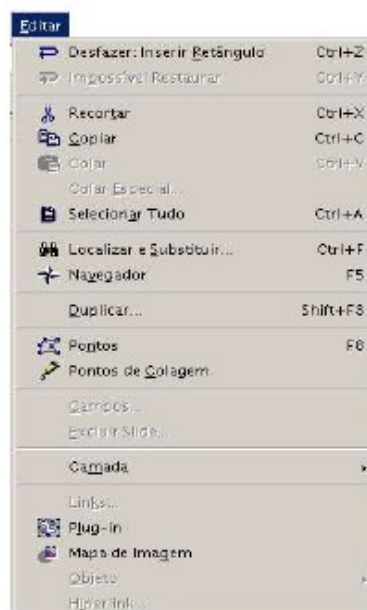 Editar
Desfazer: Inserir Retângulo Ctrl+Z
Impossível Restaurar Ctrl+Y
Recortar Ctrl+X
Copiar Ctrl+C
Colar Ctrl+V
Colar Especial...
Selecionar Tudo Ctrl+A
Localizar e Substituir... Ctrl+F
Navegador F5
Duplicar... Shift+F3
Pontos F8
Pontos de Colagem
Campos...
Excluir Slide...
Camada
Links...
Plug-in
Mapa de Imagem
Objeto
Hiperlink...